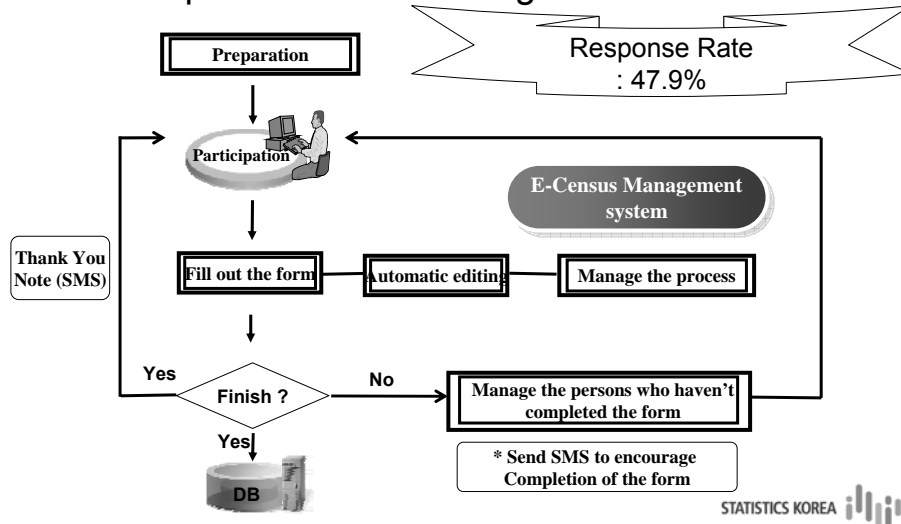 Response Rate
: 47.9%
Preparation
Participation
E-Census Management
system
Thank You
Note (SMS)
Fill out the form
Automatic editing
Manage the process
Yes
Finish ?
No
Manage the persons who haven't
completed the form
Yes
DB
* Send SMS to encourage
Completion of the form
STATISTICS KOREA